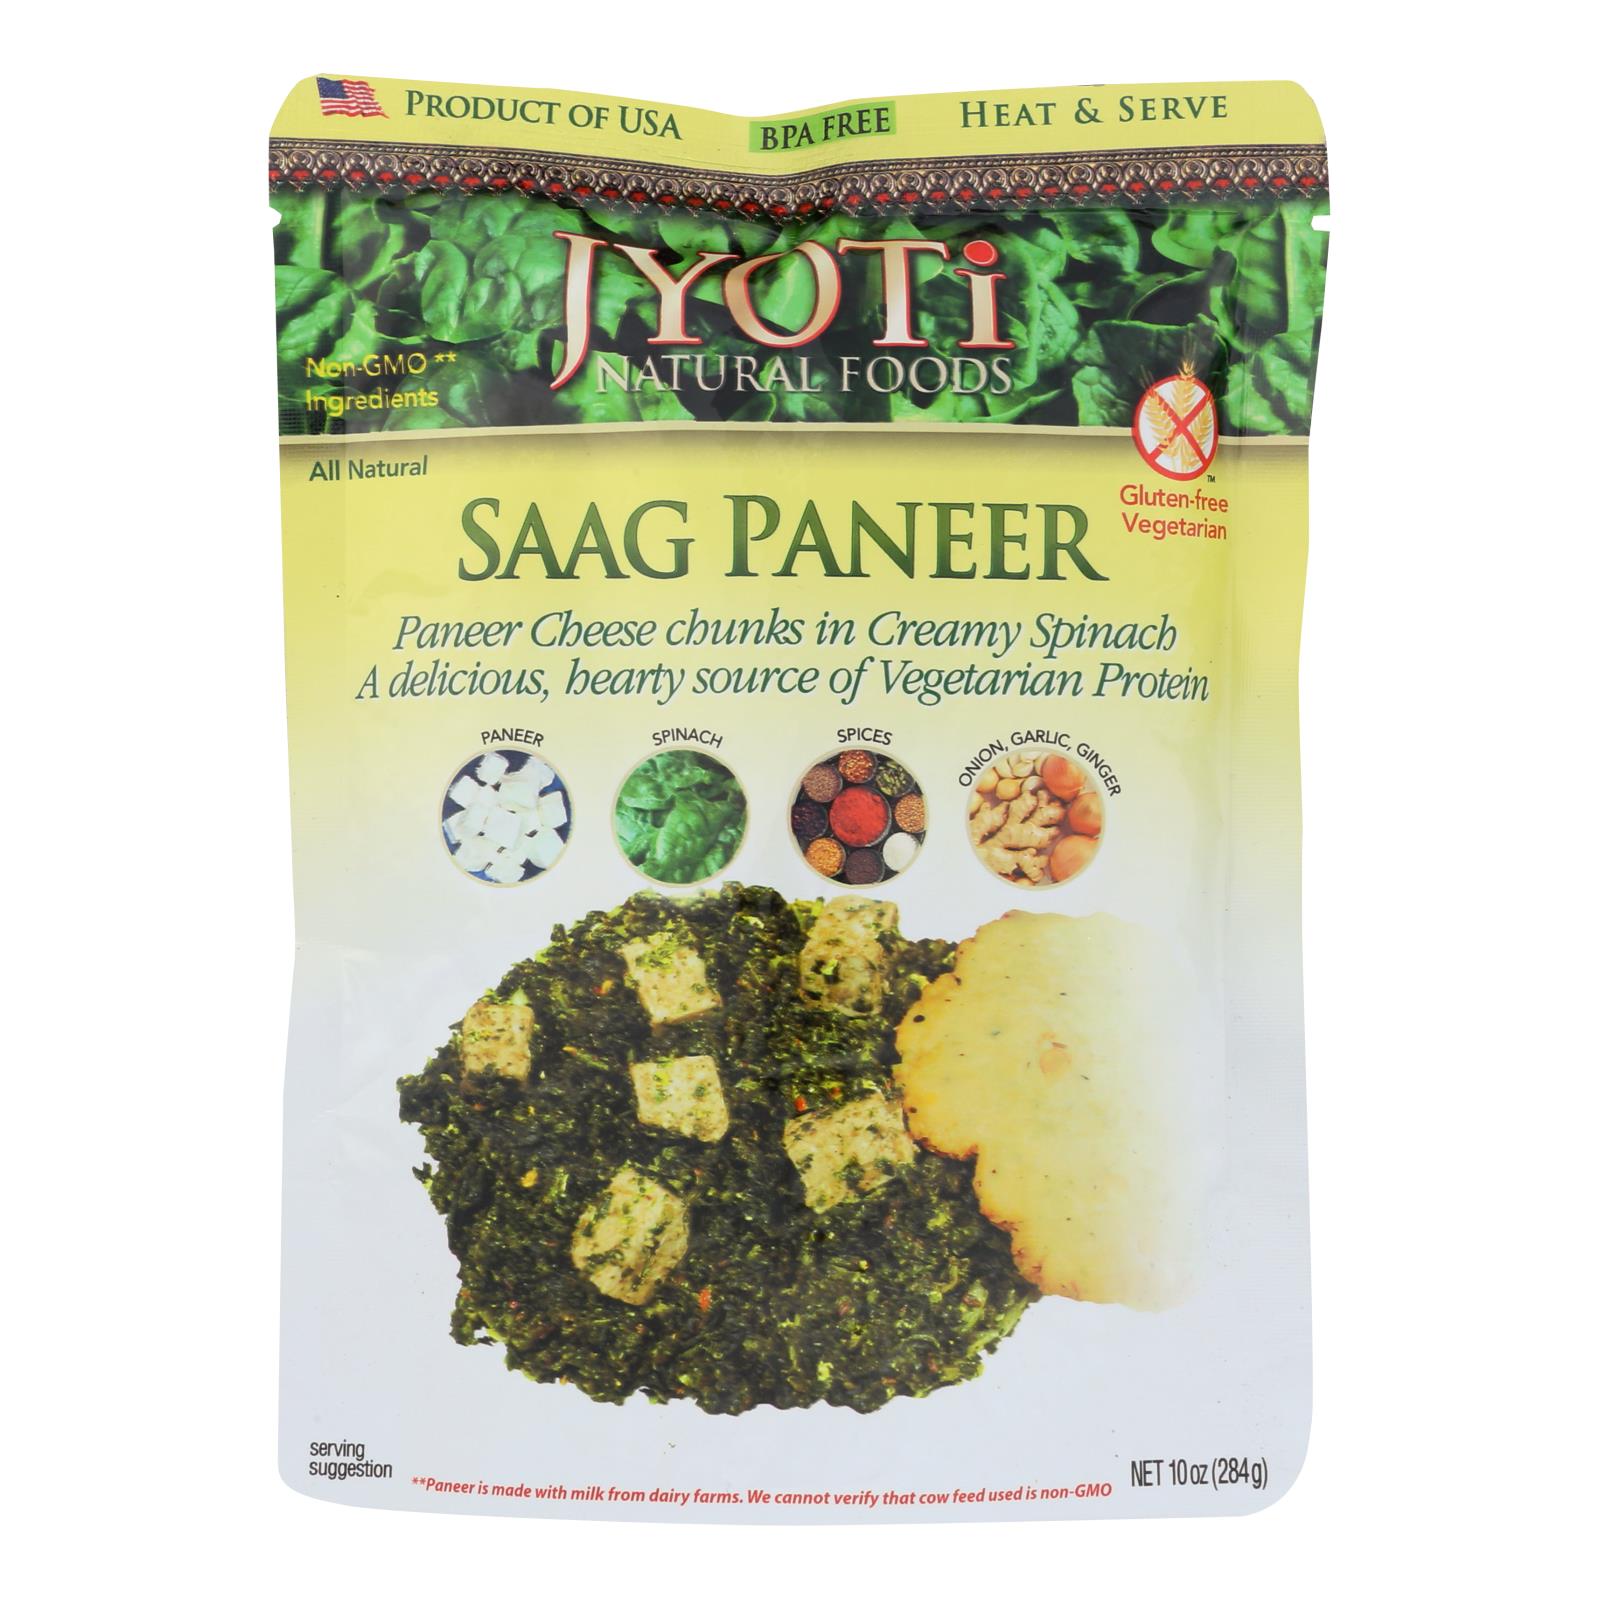 PRODUCT OF USA
BPA FREE
HEAT & SERVE
JYOTi
NATURAL FOODS
Non-GMO **
Ingredients
All Natural
TM
Gluten-free
Vegetarian
SAAG PANEER
Paneer Cheese chunks in Creamy Spinach
A delicious, hearty source of Vegetarian Protein
PANEER
SPINACH
SPICES
ONION, GARLIC, GINGER
serving
suggestion
**Paneer is made with milk from dairy farms. We cannot verify that cow feed used is non-GMO
NET 10 oz (284g)